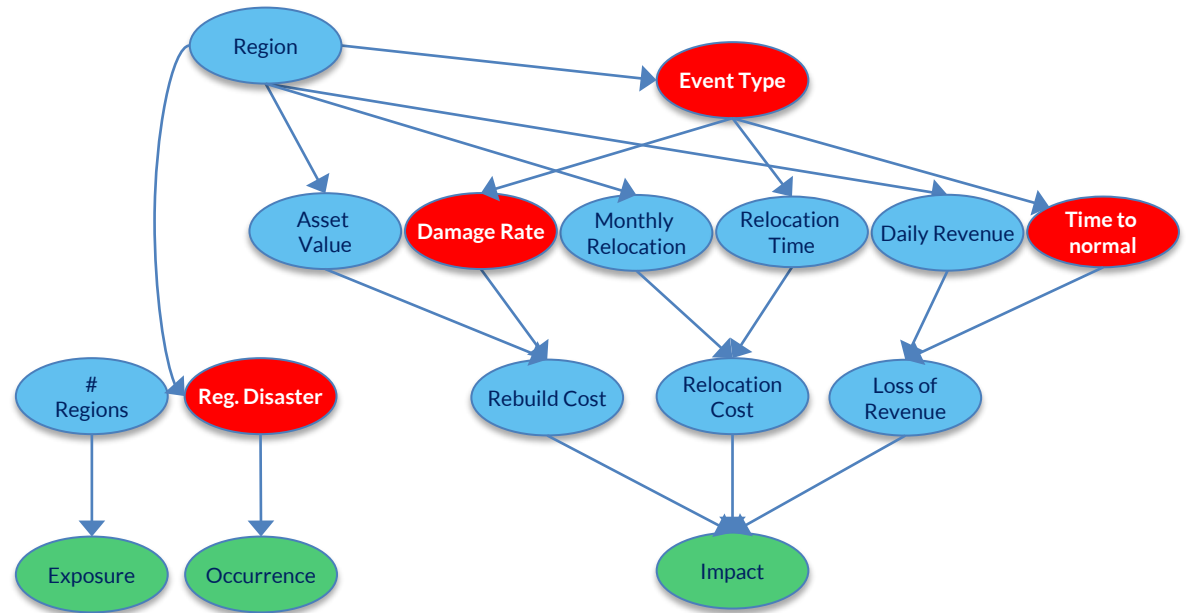 Region
Event Type
Asset
Value
Damage Rate
Monthly
Relocation
Relocation
Time
Daily Revenue
Time to
normal
#
Regions
Reg. Disaster
Rebuild Cost
Relocation
Cost
Loss of
Revenue
Exposure
Occurrence
Impact